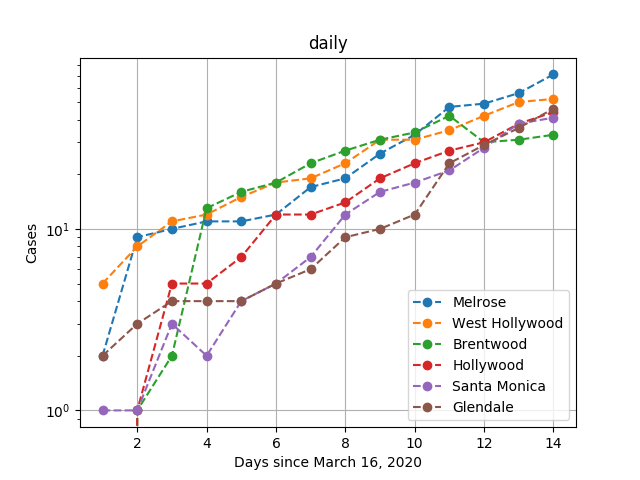 daily
Cases
10¹
10⁰
2 4 6 8 10 12 14
Days since March 16, 2020
Melrose
West Hollywood
Brentwood
Hollywood
Santa Monica
Glendale